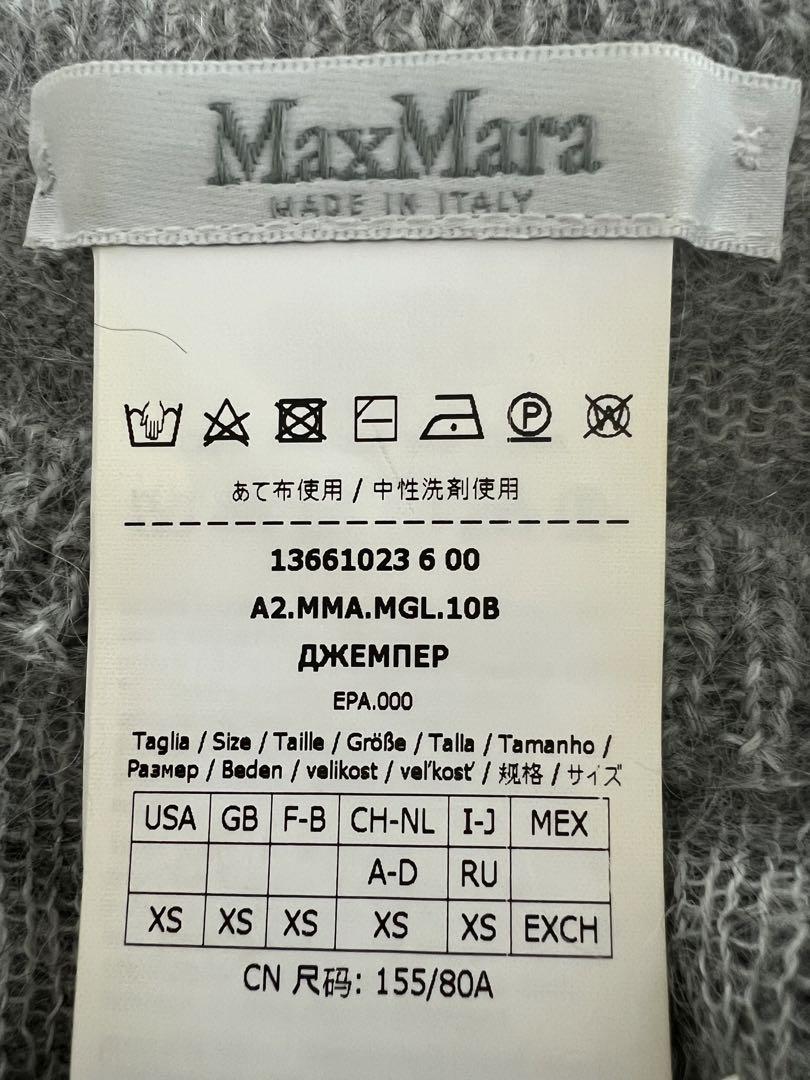 MaxMara
MADE IN ITALY
P W
あて布使用 / 中性洗剤使用
13661023 6 00
A2.MMA.MGL.10B
ДЖЕМПЕР
EPA.000
Taglia / Size / Taille / Größe / Talla / Tamanho /
Размер / Beden / velikost / veľkosť / 规格 / サイズ
USA GB F-B CH-NL I-J MEX
A-D RU
XS XS XS XS XS EXCH
CN 尺码: 155/80A